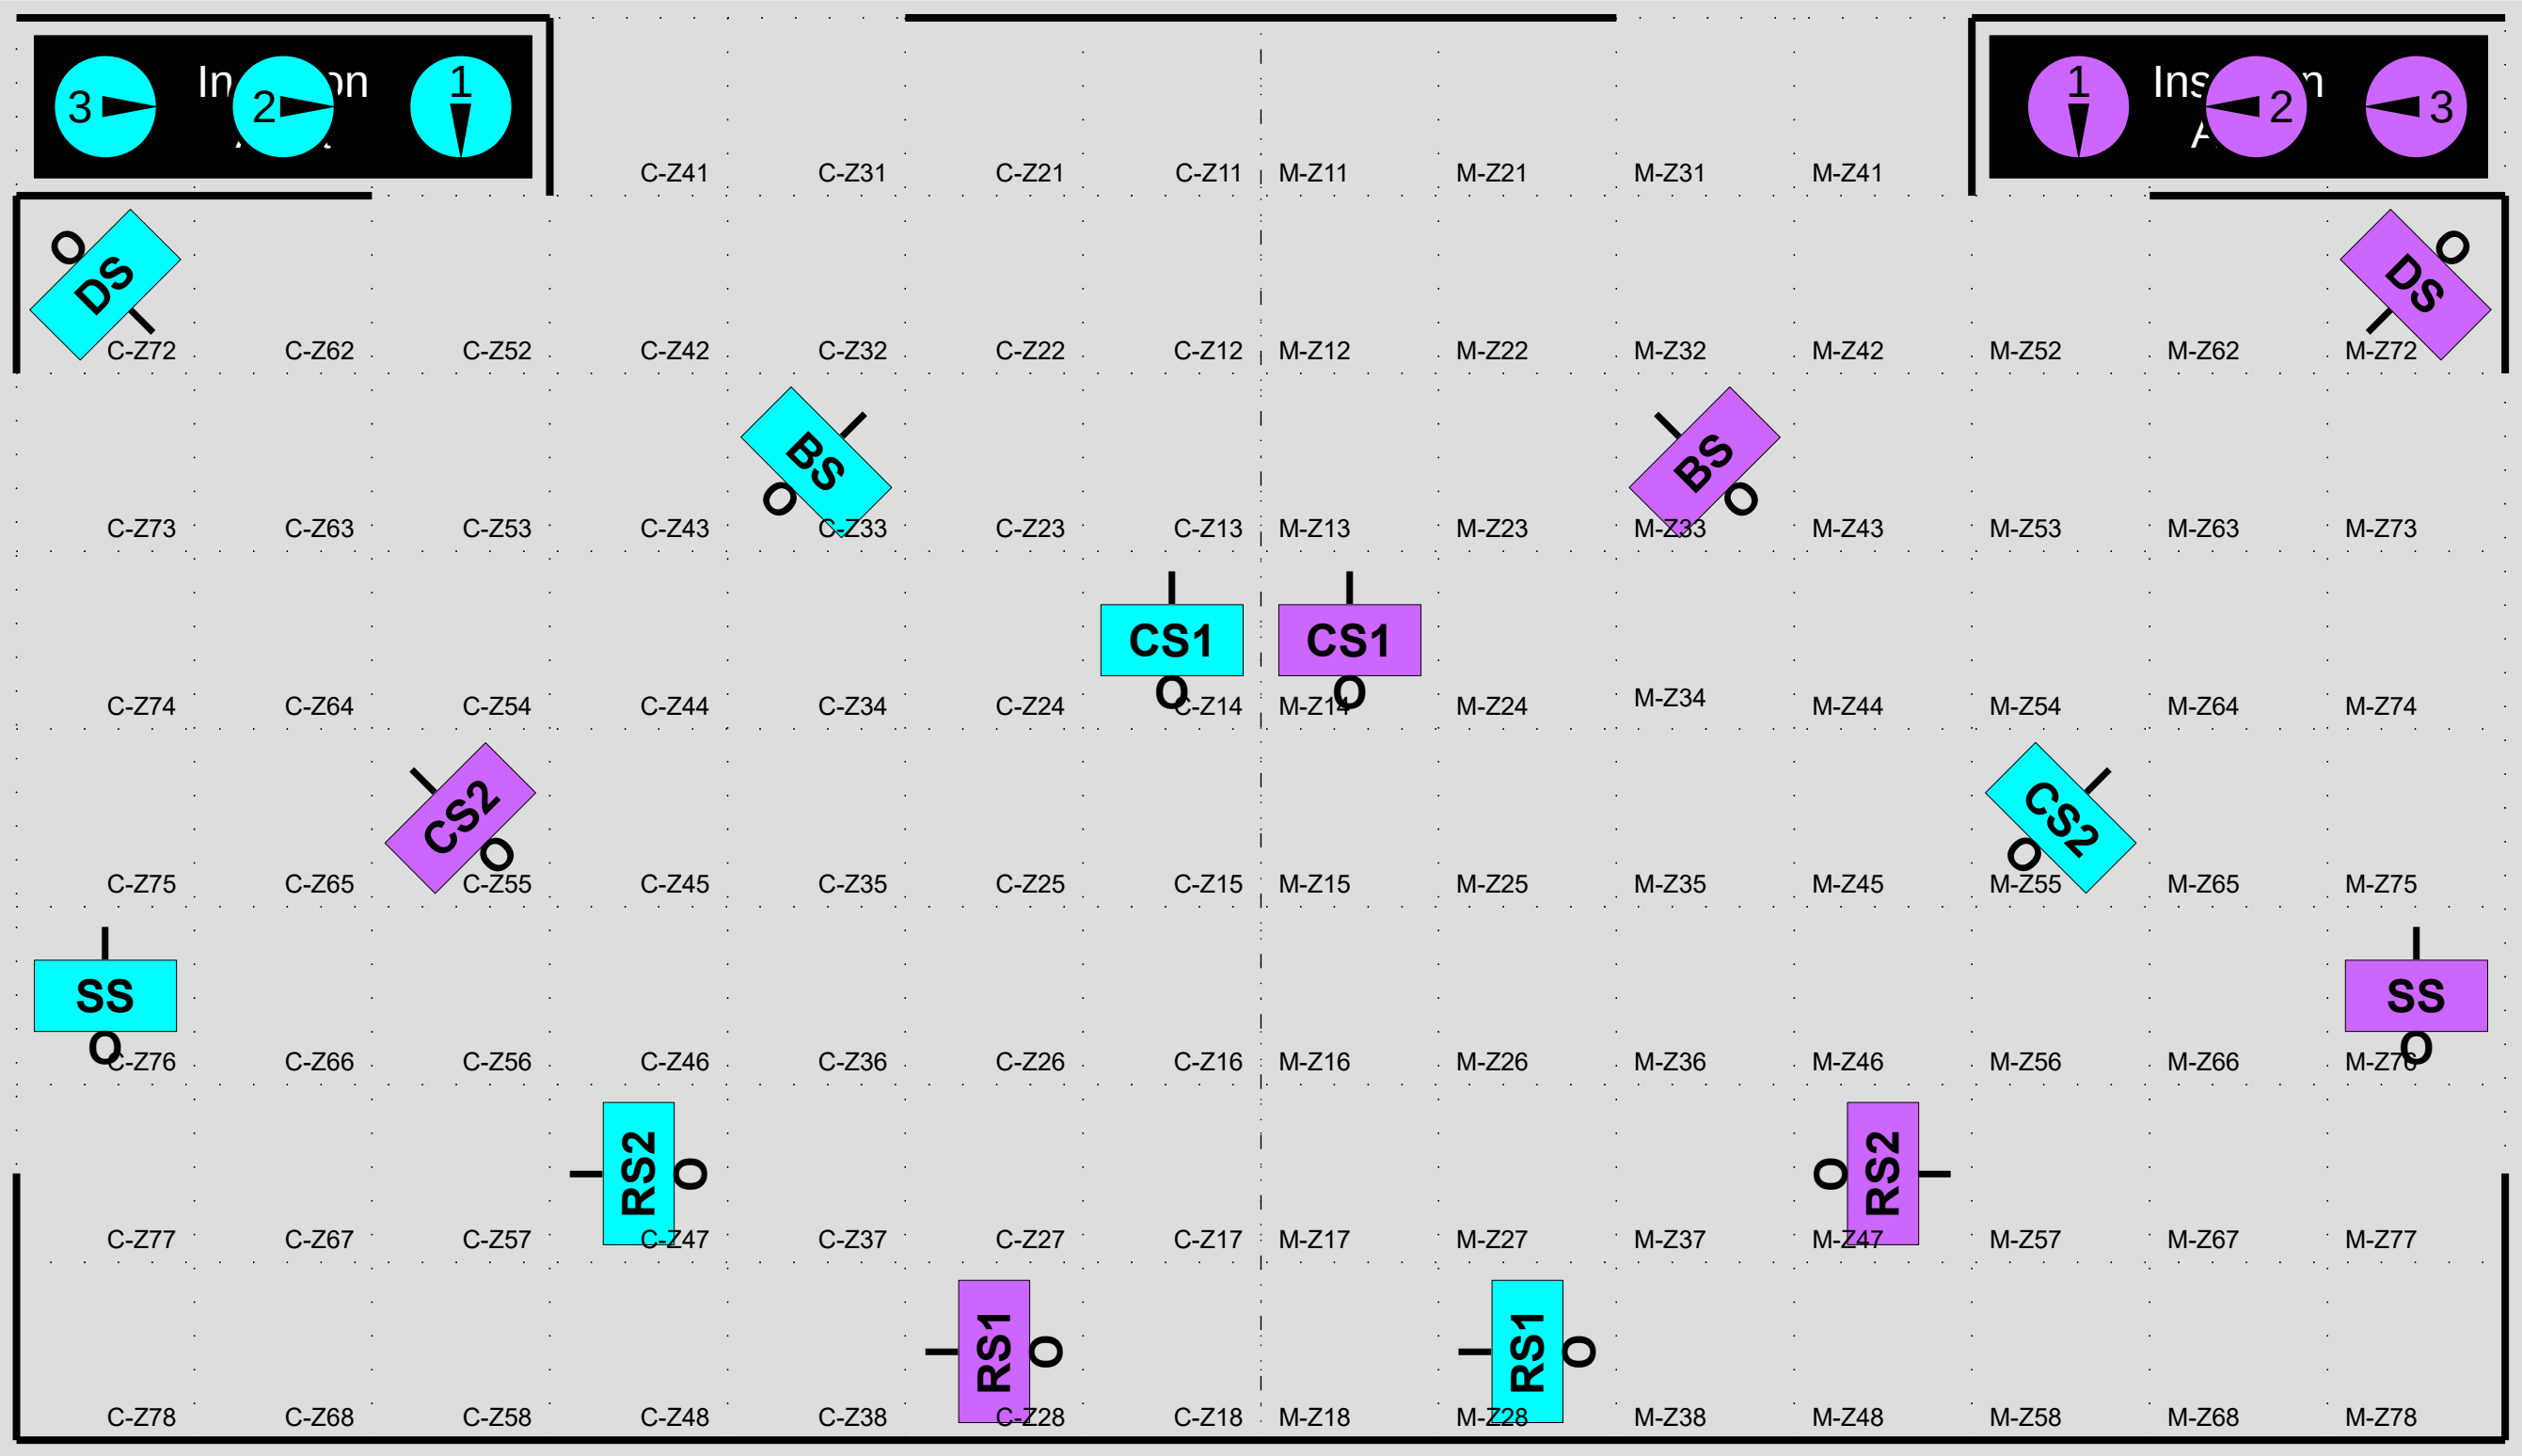 3 2 1 1 2 3
C-Z41 C-Z31 C-Z21 C-Z11 M-Z11 M-Z21 M-Z31 M-Z41
O O
DS DS
C-Z72 C-Z62 C-Z52 C-Z42 C-Z32 C-Z22 C-Z12 M-Z12 M-Z22 M-Z32 M-Z42 M-Z52 M-Z62 M-Z72
I I
BS BS
O O
C-Z73 C-Z63 C-Z53 C-Z43 C-Z33 C-Z23 C-Z13 M-Z13 M-Z23 M-Z33 M-Z43 M-Z53 M-Z63 M-Z73
I I
CS1 CS1
O O
C-Z74 C-Z64 C-Z54 C-Z44 C-Z34 C-Z24 C-Z14 M-Z14 M-Z24 M-Z34 M-Z44 M-Z54 M-Z64 M-Z74
I I
CS2 CS2
O O
C-Z75 C-Z65 C-Z55 C-Z45 C-Z35 C-Z25 C-Z15 M-Z15 M-Z25 M-Z35 M-Z45 M-Z55 M-Z65 M-Z75
I I
SS SS
O O
C-Z76 C-Z66 C-Z56 C-Z46 C-Z36 C-Z26 C-Z16 M-Z16 M-Z26 M-Z36 M-Z46 M-Z56 M-Z66 M-Z76
I RS2 O O RS2 I
C-Z77 C-Z67 C-Z57 C-Z47 C-Z37 C-Z27 C-Z17 M-Z17 M-Z27 M-Z37 M-Z47 M-Z57 M-Z67 M-Z77
I RS1 O I RS1 O
C-Z78 C-Z68 C-Z58 C-Z48 C-Z38 C-Z28 C-Z18 M-Z18 M-Z28 M-Z38 M-Z48 M-Z58 M-Z68 M-Z78